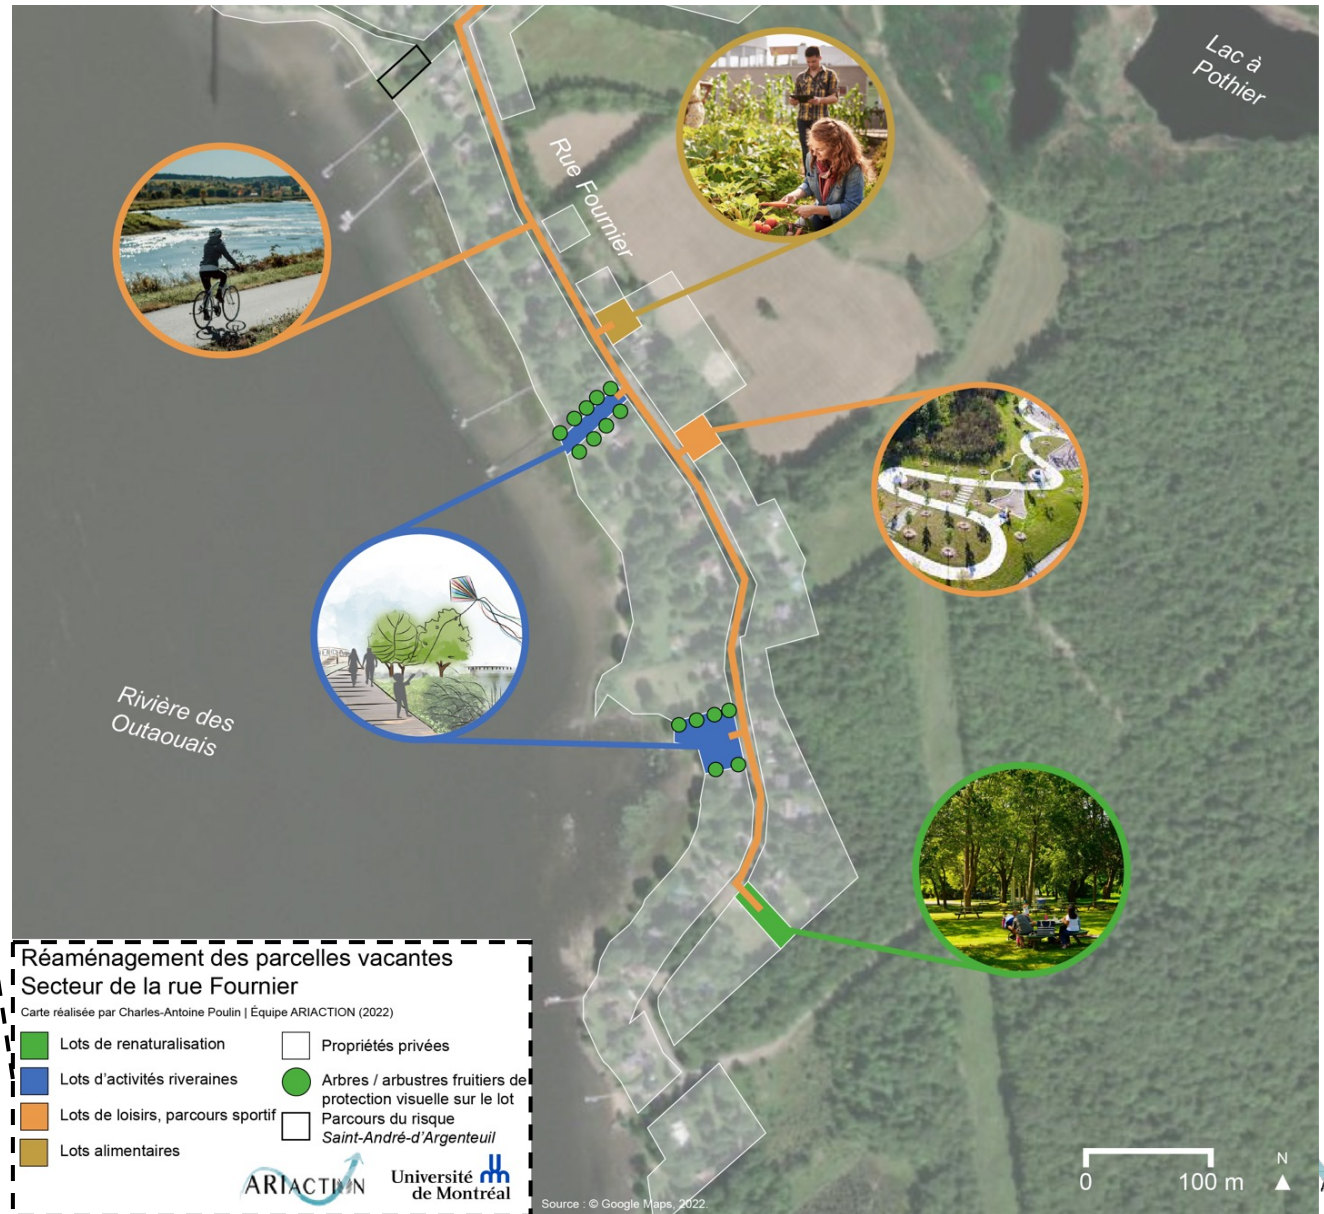 Lac à
Pothier
Rue Fournier
Rivière des
Outaouais
Réaménagement des parcelles vacantes
Secteur de la rue Fournier
Carte réalisée par Charles-Antoine Poulin | Équipe ARIACTION (2022)
Lots de renaturalisation
Lots d'activités riveraines
Lots de loisirs, parcours sportif
Lots alimentaires
Propriétés privées
Arbres / arbustres fruitiers de
protection visuelle sur le lot
Parcours du risque
Saint-André-d'Argenteuil
ARIACTION
Université
de Montréal
Source : © Google Maps, 2022.
0
100 m
N